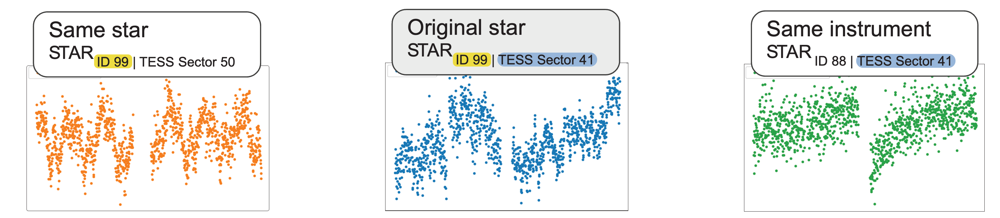 Same star
STAR ID 99 | TESS Sector 50
Original star
STAR ID 99 | TESS Sector 41
Same instrument
STAR ID 88 | TESS Sector 41